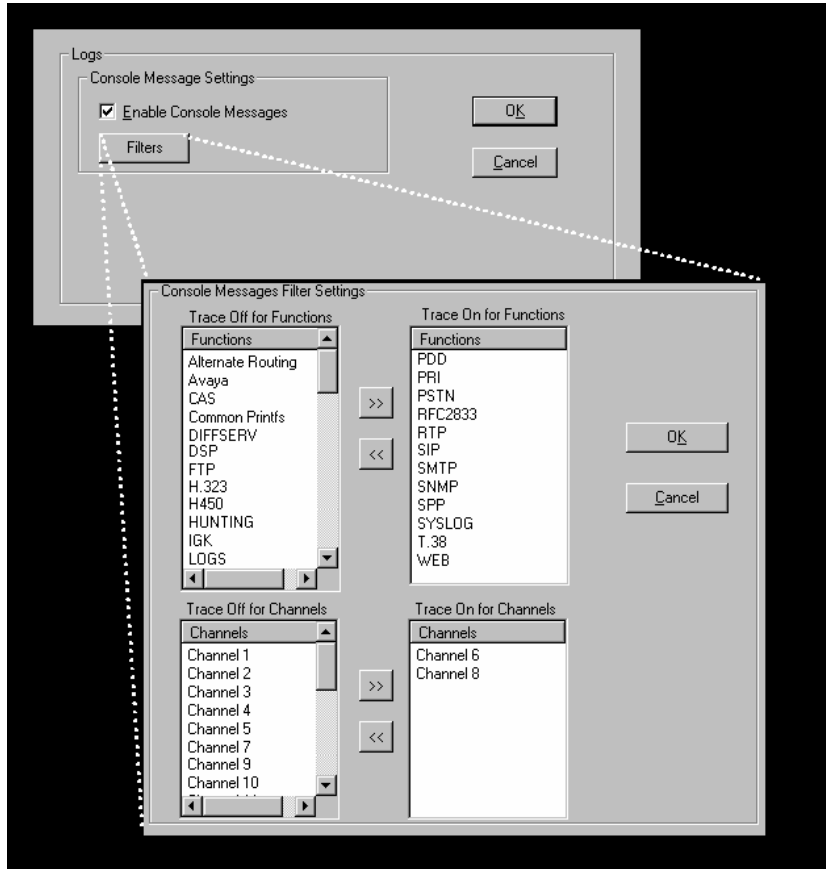 Logs
Console Message Settings
Enable Console Messages
Filters
OK
Cancel
Console Messages Filter Settings
Trace Off for Functions
Functions
Alternate Routing
Avaya
CAS
Common Printfs
DIFFSERV
DSP
FTP
H.323
H450
HUNTING
IGK
LOGS
>>
<<
Trace On for Functions
Functions
PDD
PRI
PSTN
RFC2833
RTP
SIP
SMTP
SNMP
SPP
SYSLOG
T.38
WEB
OK
Cancel
Trace Off for Channels
Channels
Channel 1
Channel 2
Channel 3
Channel 4
Channel 5
Channel 7
Channel 9
Channel 10
>>
<<
Trace On for Channels
Channels
Channel 6
Channel 8